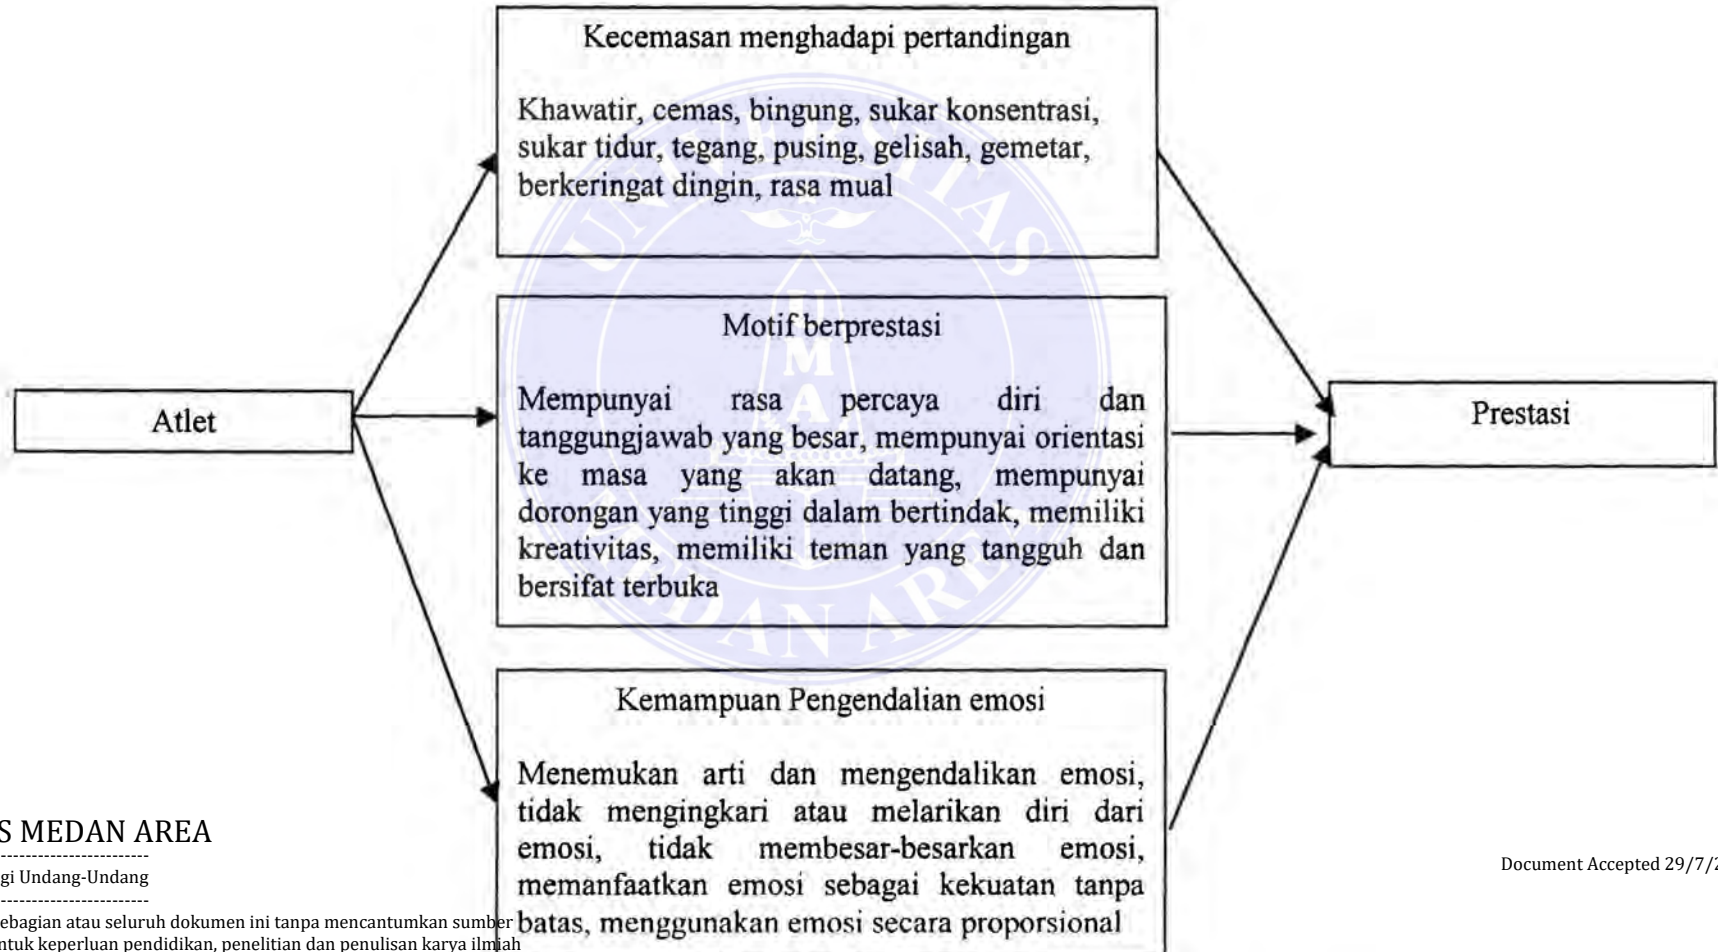 Kecemasan menghadapi pertandingan
Khawatir, cemas, bingung, sukar konsentrasi,
sukar tidur, tegang, pusing, gelisah, gemetar,
berkeringat dingin, rasa mual
Motif berprestasi
Mempunyai rasa percaya diri dan
tanggungjawab yang besar, mempunyai orientasi
ke masa yang akan datang, mempunyai
dorongan yang tinggi dalam bertindak, memiliki
kreativitas, memiliki teman yang tangguh dan
bersifat terbuka
Atlet
Prestasi
Kemampuan Pengendalian emosi
Menemukan arti dan mengendalikan emosi,
tidak mengingkari atau melarikan diri dari
emosi, tidak membesar-besarkan emosi,
memanfaatkan emosi sebagai kekuatan tanpa
batas, menggunakan emosi secara proporsional
UNIVERSITAS
MEDAN AREA
UMA
S MEDAN AREA
gi Undang-Undang
ebagian atau seluruh dokumen ini tanpa mencantumkan sumber
ntuk keperluan pendidikan, penelitian dan penulisan karya ilmiah
Document Accepted 29/7/2